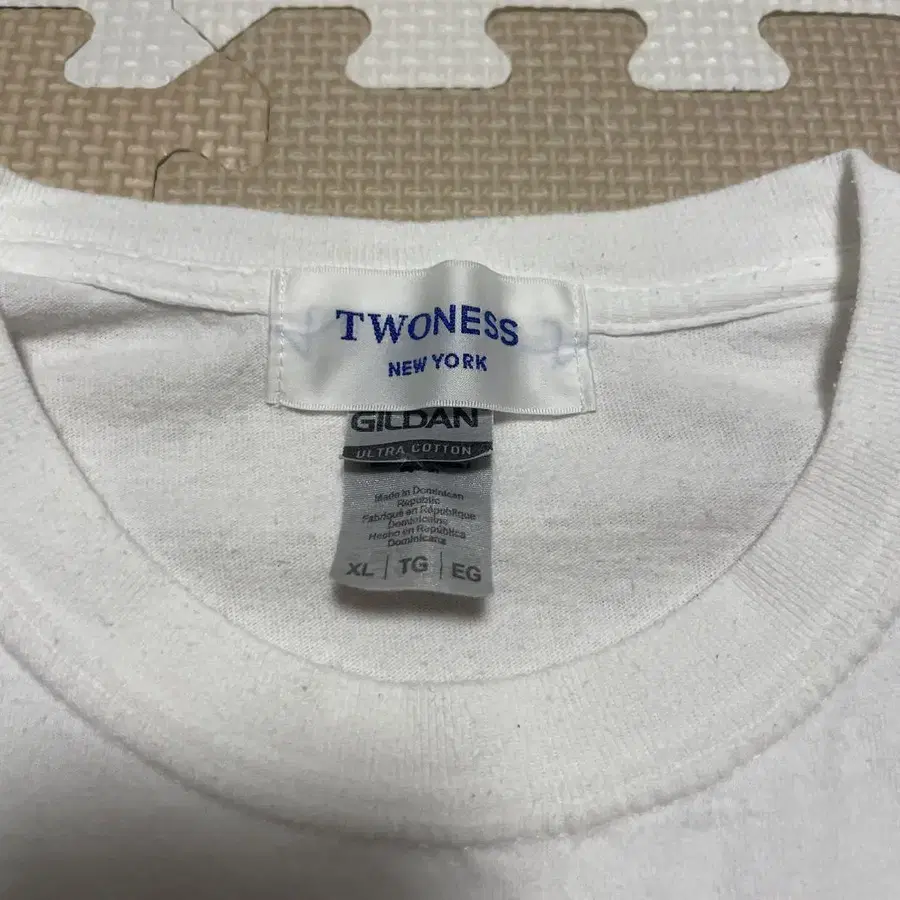 TWONESS
NEW YORK
GILDAN
ULTRA COTTON
Made in Dominican
Republic
Fabriqué en République
Dominicaine
Hecho en República
Dominicana
XL | TG | EG